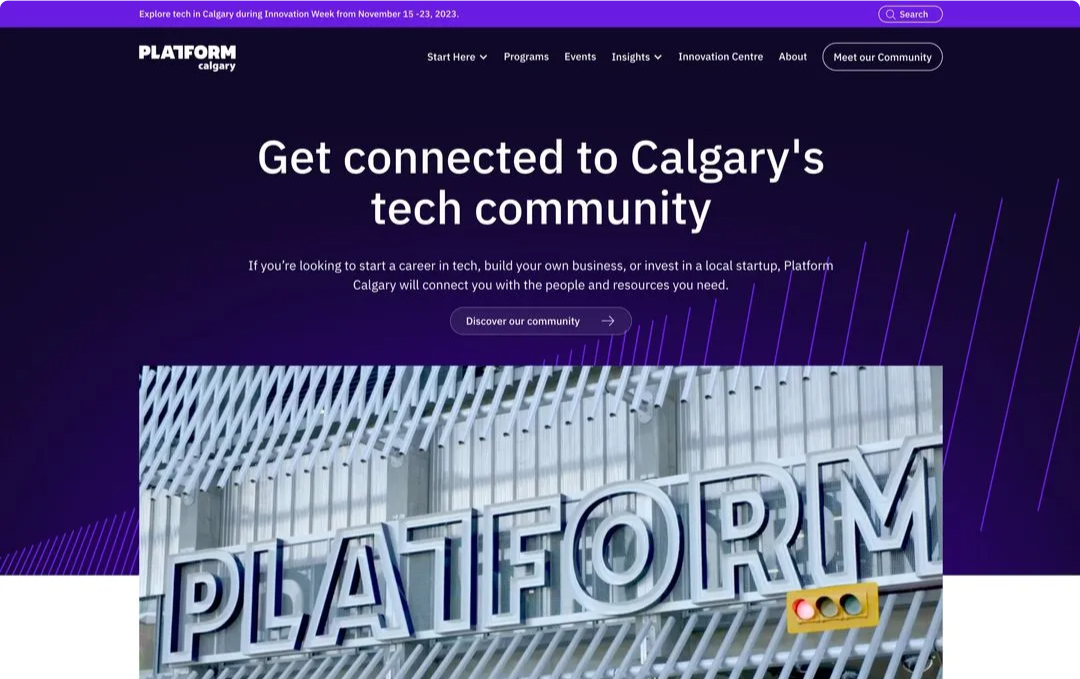 Explore tech in Calgary during Innovation Week from November 15 -23, 2023.
Search
PLATFORM
calgary
Start Here
Programs
Events
Insights
Innovation Centre
About
Meet our Community
Get connected to Calgary's
tech community
If you’re looking to start a career in tech, build your own business, or invest in a local startup, Platform
Calgary will connect you with the people and resources you need.
Discover our community
PLATFORM